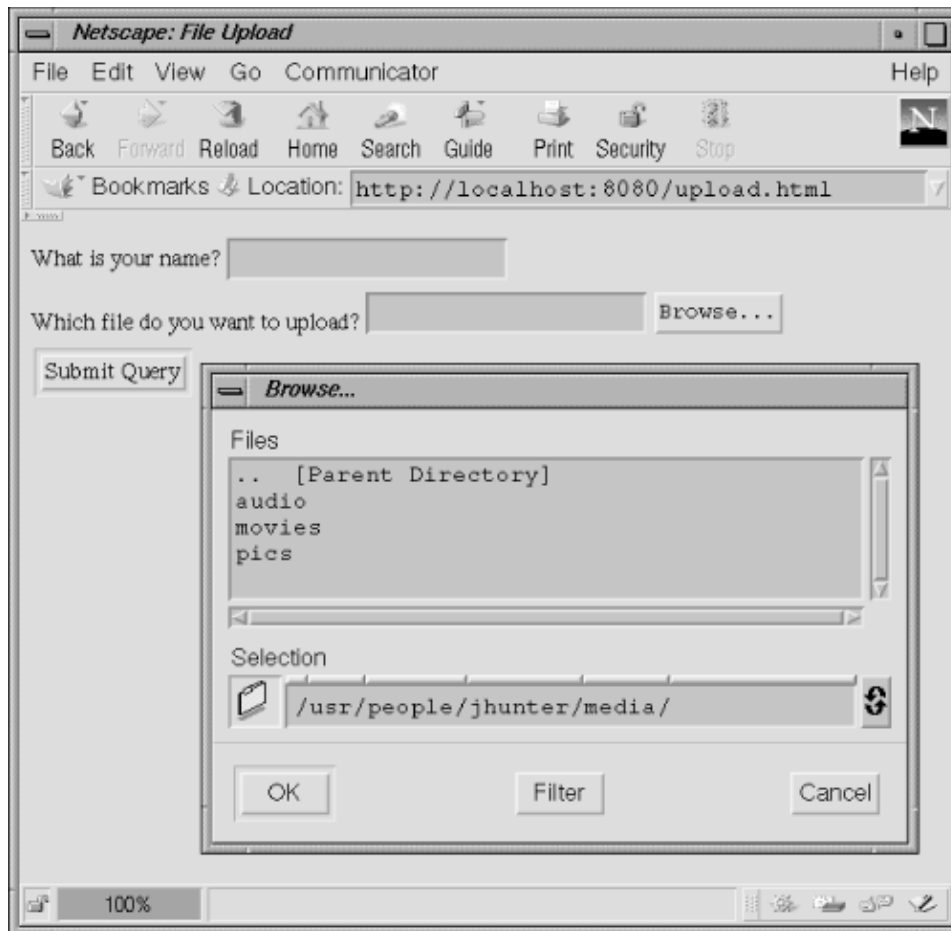 Netscape: File Upload
File Edit View Go Communicator Help
Back Forward Reload Home Search Guide Print Security Stop
N
Bookmarks Location: http://localhost:8080/upload.html
What is your name?
Which file do you want to upload? Browse...
Submit Query
Browse...
Files
.. [Parent Directory]
audio
movies
pics
Selection
/usr/people/jhunter/media/
OK Filter Cancel
100%